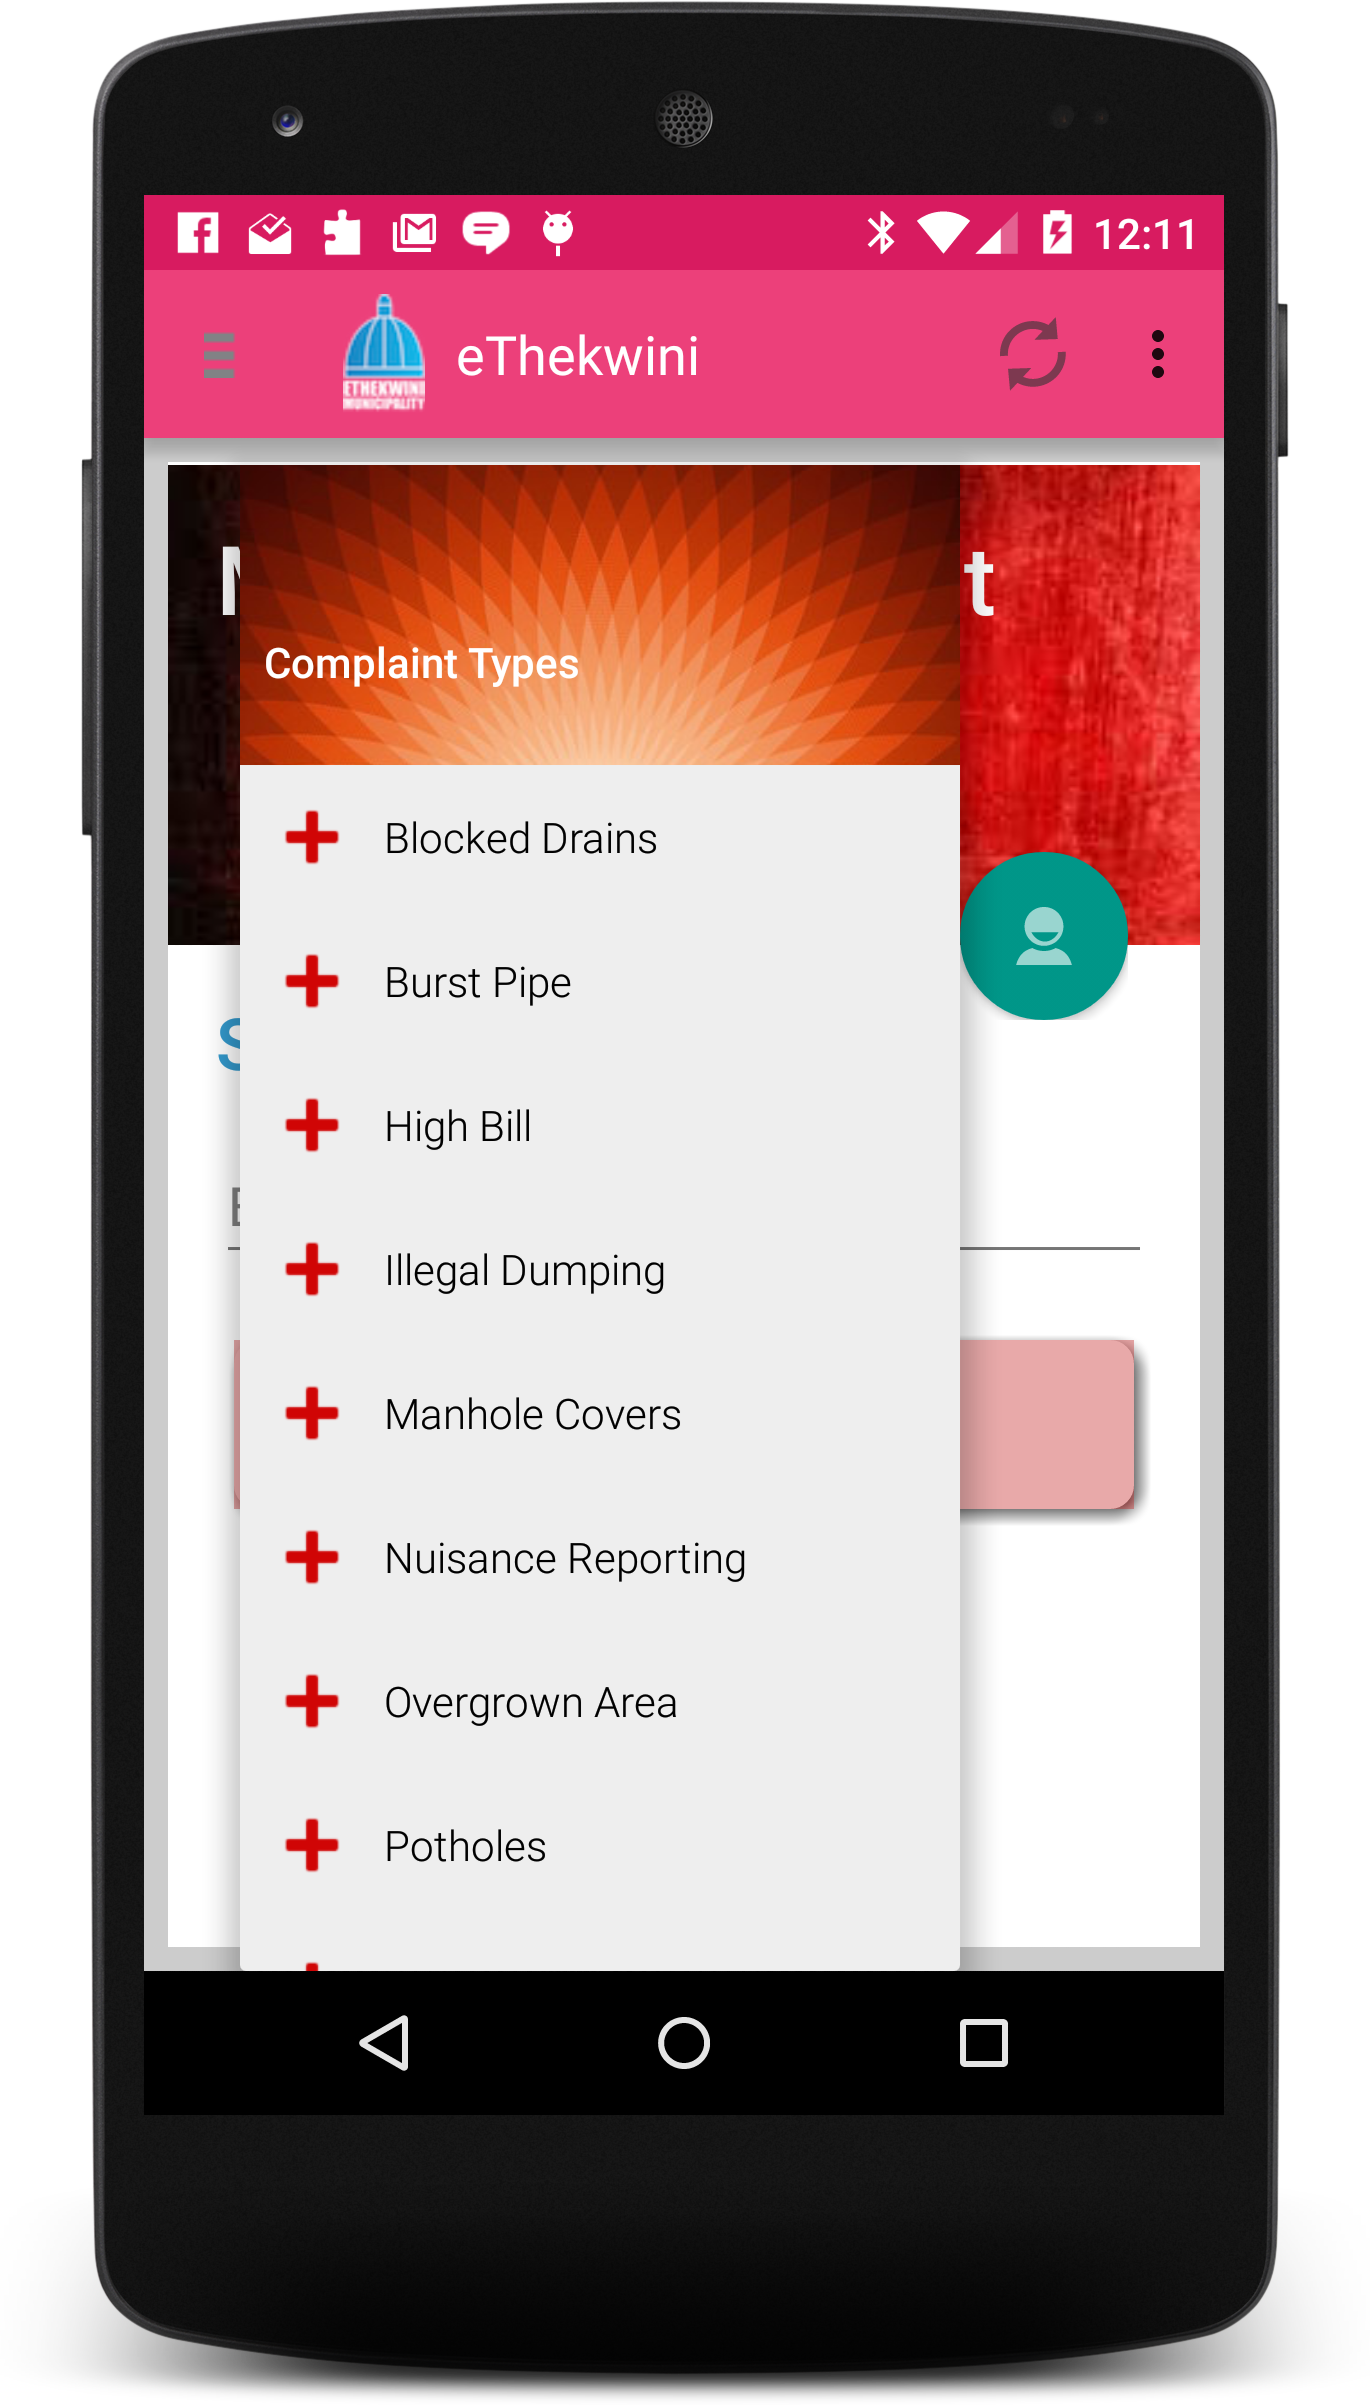 12:11
ETHEKWINI
MUNICIPALITY
eThekwini
t
Complaint Types
Blocked Drains
Burst Pipe
High Bill
Illegal Dumping
Manhole Covers
Nuisance Reporting
Overgrown Area
Potholes